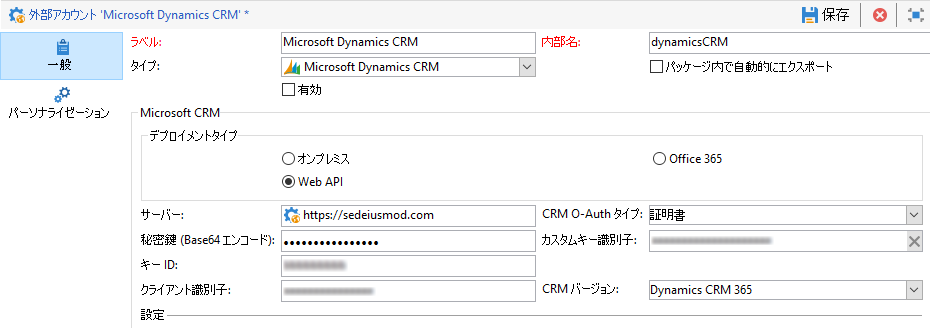 外部アカウント 'Microsoft Dynamics CRM' *
保存
一般
パーソナライゼーション
ラベル: Microsoft Dynamics CRM 内部名: dynamicsCRM
タイプ: Microsoft Dynamics CRM パッケージ内で自動的にエクスポート
有効
Microsoft CRM
デプロイメントタイプ
オンプレミス Office 365
Web API
サーバー: https://sedeiusmod.com CRM O-Auth タイプ: 証明書
秘密鍵 (Base64 エンコード): ●●●●●●●●●●●●●●● カスタムキー識別子:
キー ID:
クライアント識別子: CRM バージョン: Dynamics CRM 365
設定